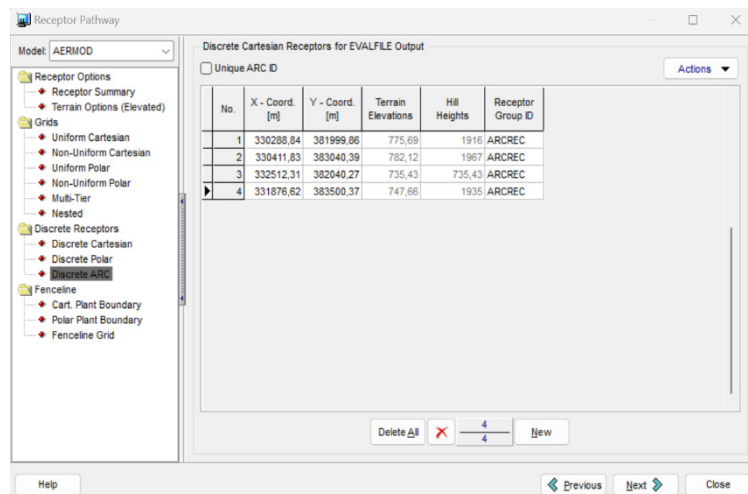 Receptor Pathway
Model: AERMOD
Receptor Options
Receptor Summary
Terrain Options (Elevated)
Grids
Uniform Cartesian
Non-Uniform Cartesian
Uniform Polar
Non-Uniform Polar
Multi-Tier
Nested
Discrete Receptors
Discrete Cartesian
Discrete Polar
Discrete ARC
Fenceline
Cart. Plant Boundary
Polar Plant Boundary
Fenceline Grid
Discrete Cartesian Receptors for EVALFILE Output
Unique ARC ID
Actions
No. X - Coord. [m] Y - Coord. [m] Terrain Elevations Hill Heights Receptor Group ID
1 330288,84 381999,86 775,69 1916 ARCREC
2 330411,83 383040,39 782,12 1967 ARCREC
3 332512,31 382040,27 735,43 735,43 ARCREC
4 331876,62 383500,37 747,66 1935 ARCREC
Delete All 4 New
4
Help Previous Next Close